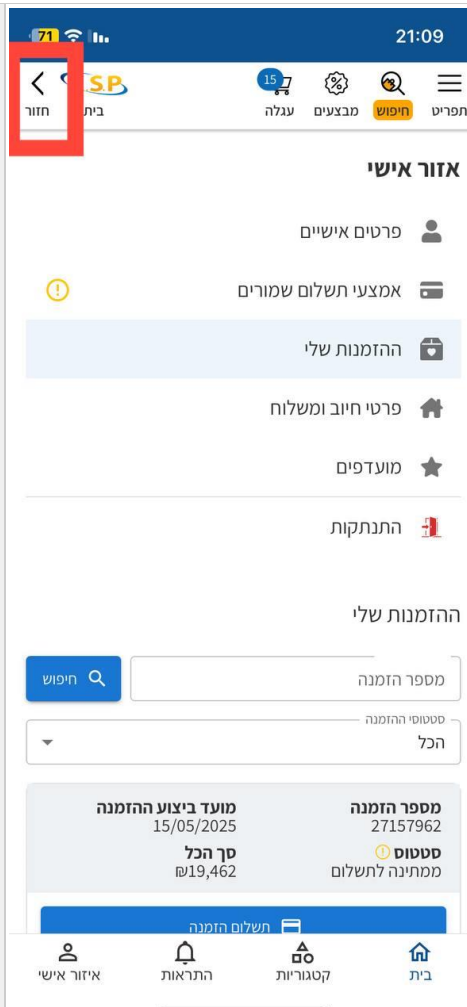 71 21:09
תפריט חיפוש מבצעים עגלה 15 בית S.P. חזור
אזור אישי
פרטים אישיים
אמצעי תשלום שמורים
ההזמנות שלי
פרטי חיוב ומשלוח
מועדפים
התנתקות
ההזמנות שלי
מספר הזמנה חיפוש
סטטוסי ההזמנה
הכל
מספר הזמנה מועד ביצוע ההזמנה
27157962 15/05/2025
סטטוס סך הכל
ממתינה לתשלום ₪19,462
תשלום הזמנה
בית קטגוריות התראות איזור אישי